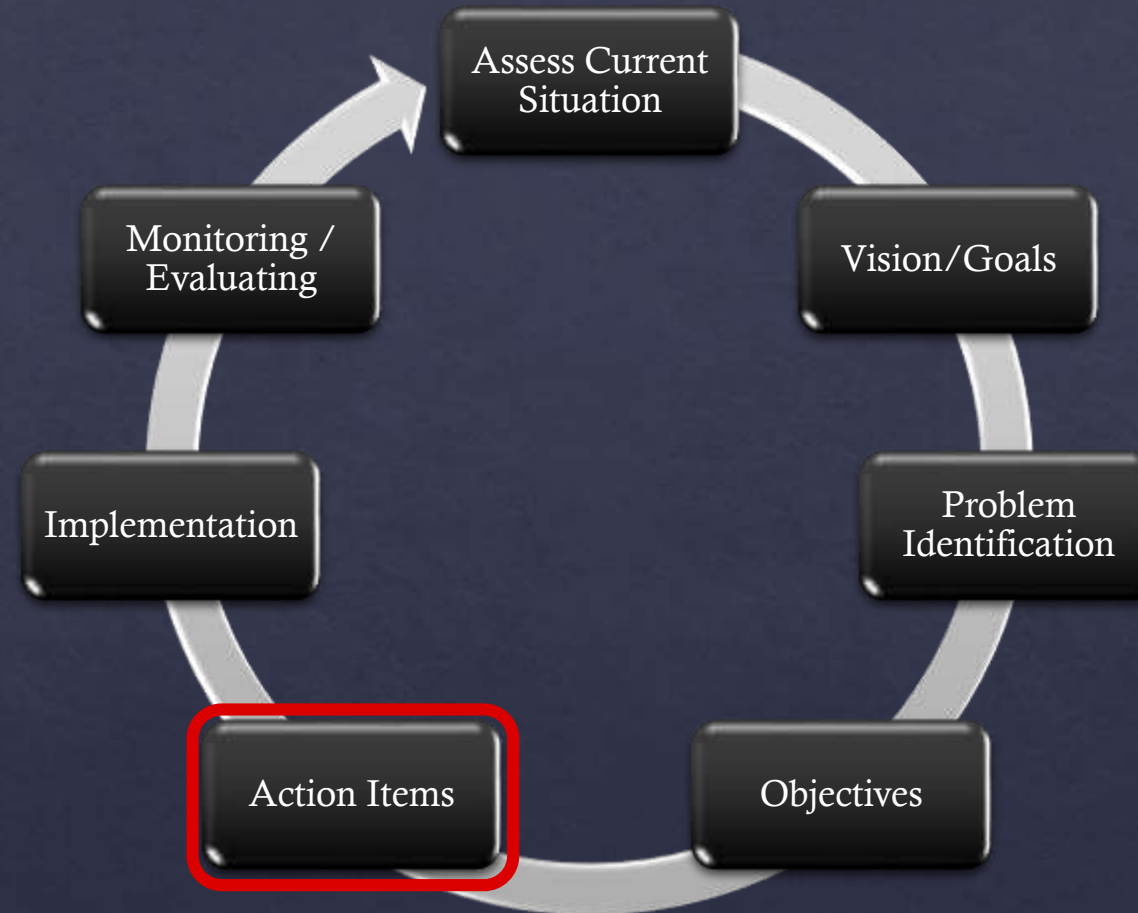 Assess Current
Situation
Vision/Goals
Problem
Identification
Objectives
Action Items
Implementation
Monitoring /
Evaluating